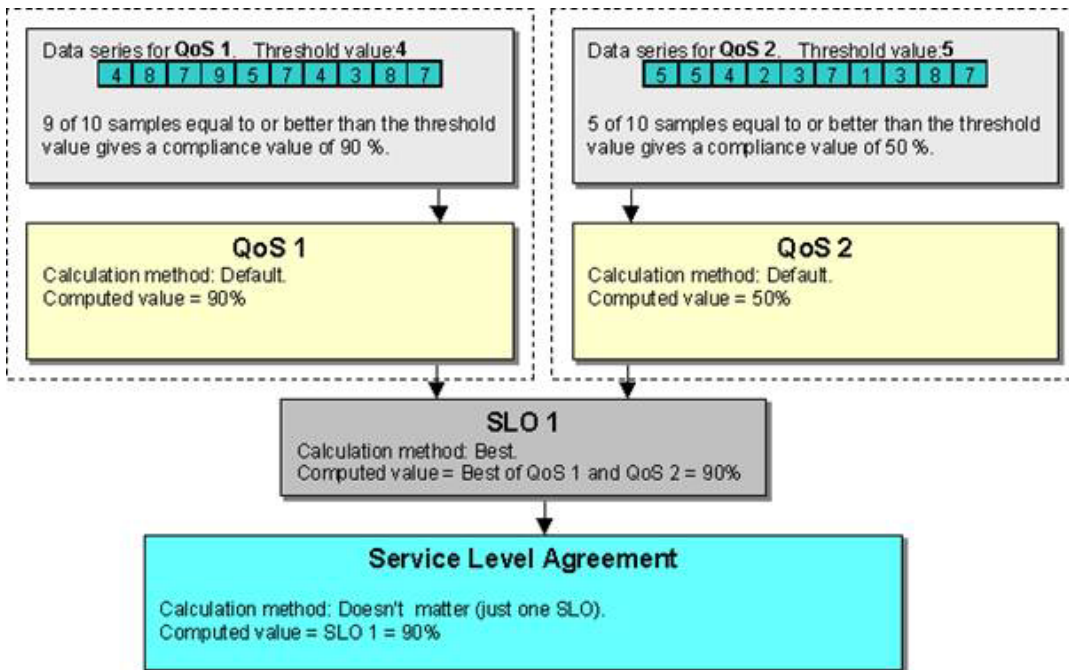 Data series for QoS 1, Threshold value:4
4 8 7 9 5 7 4 3 8 7
9 of 10 samples equal to or better than the threshold
value gives a compliance value of 90 %.
Data series for QoS 2, Threshold value:5
5 5 4 2 3 7 1 3 8 7
5 of 10 samples equal to or better than the threshold
value gives a compliance value of 50 %.
QoS 1
Calculation method: Default.
Computed value = 90%
QoS 2
Calculation method: Default.
Computed value = 50%
SLO 1
Calculation method: Best.
Computed value = Best of QoS 1 and QoS 2 = 90%
Service Level Agreement
Calculation method: Doesn't matter (just one SLO).
Computed value = SLO 1 = 90%